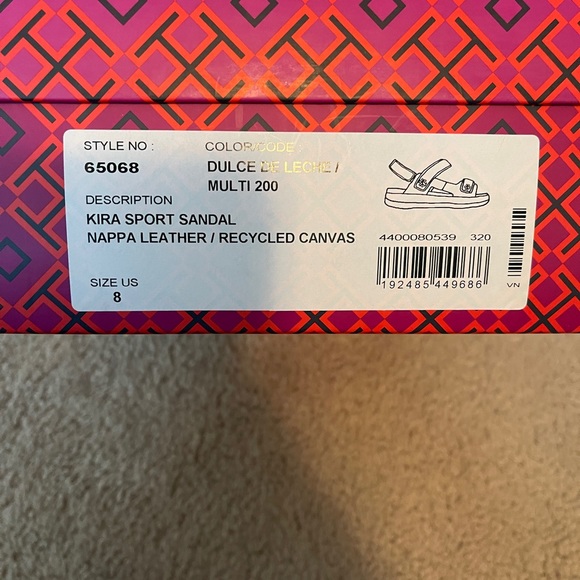 STYLE NO :
COLOR/CODE :
65068
DULCE DE LECHE /
MULTI 200
DESCRIPTION
KIRA SPORT SANDAL
NAPPA LEATHER / RECYCLED CANVAS
4400080539 320
192485 449686
VN
SIZE US
8